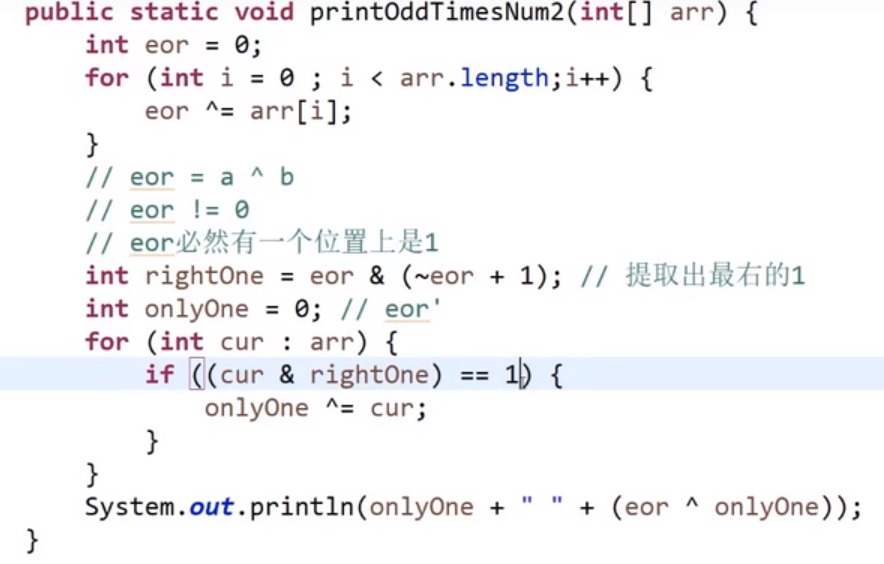 public static void printOddTimesNum2(int[] arr) {
int eor = 0;
for (int i = 0 ; i < arr.length;i++) {
eor ^= arr[i];
}
// eor = a ^ b
// eor != 0
// eor必然有一个位置上是1
int rightOne = eor & (~eor + 1); // 提取出最右的1
int onlyOne = 0; // eor'
for (int cur : arr) {
if ((cur & rightOne) == 1) {
onlyOne ^= cur;
}
}
System.out.println(onlyOne + " " + (eor ^ onlyOne));
}